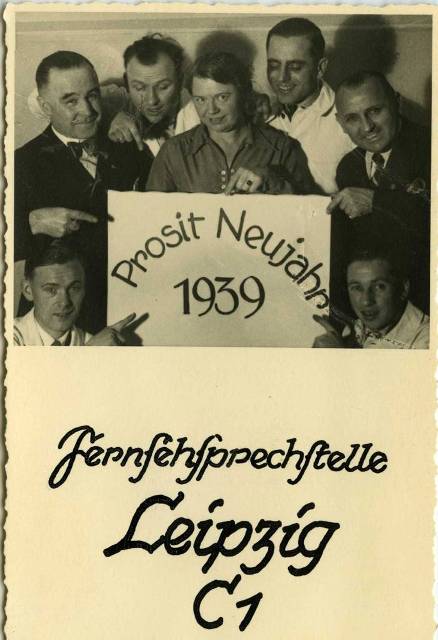 Prosit Neujahr
1939
Fernſehſprechſtelle
Leipzig
C1